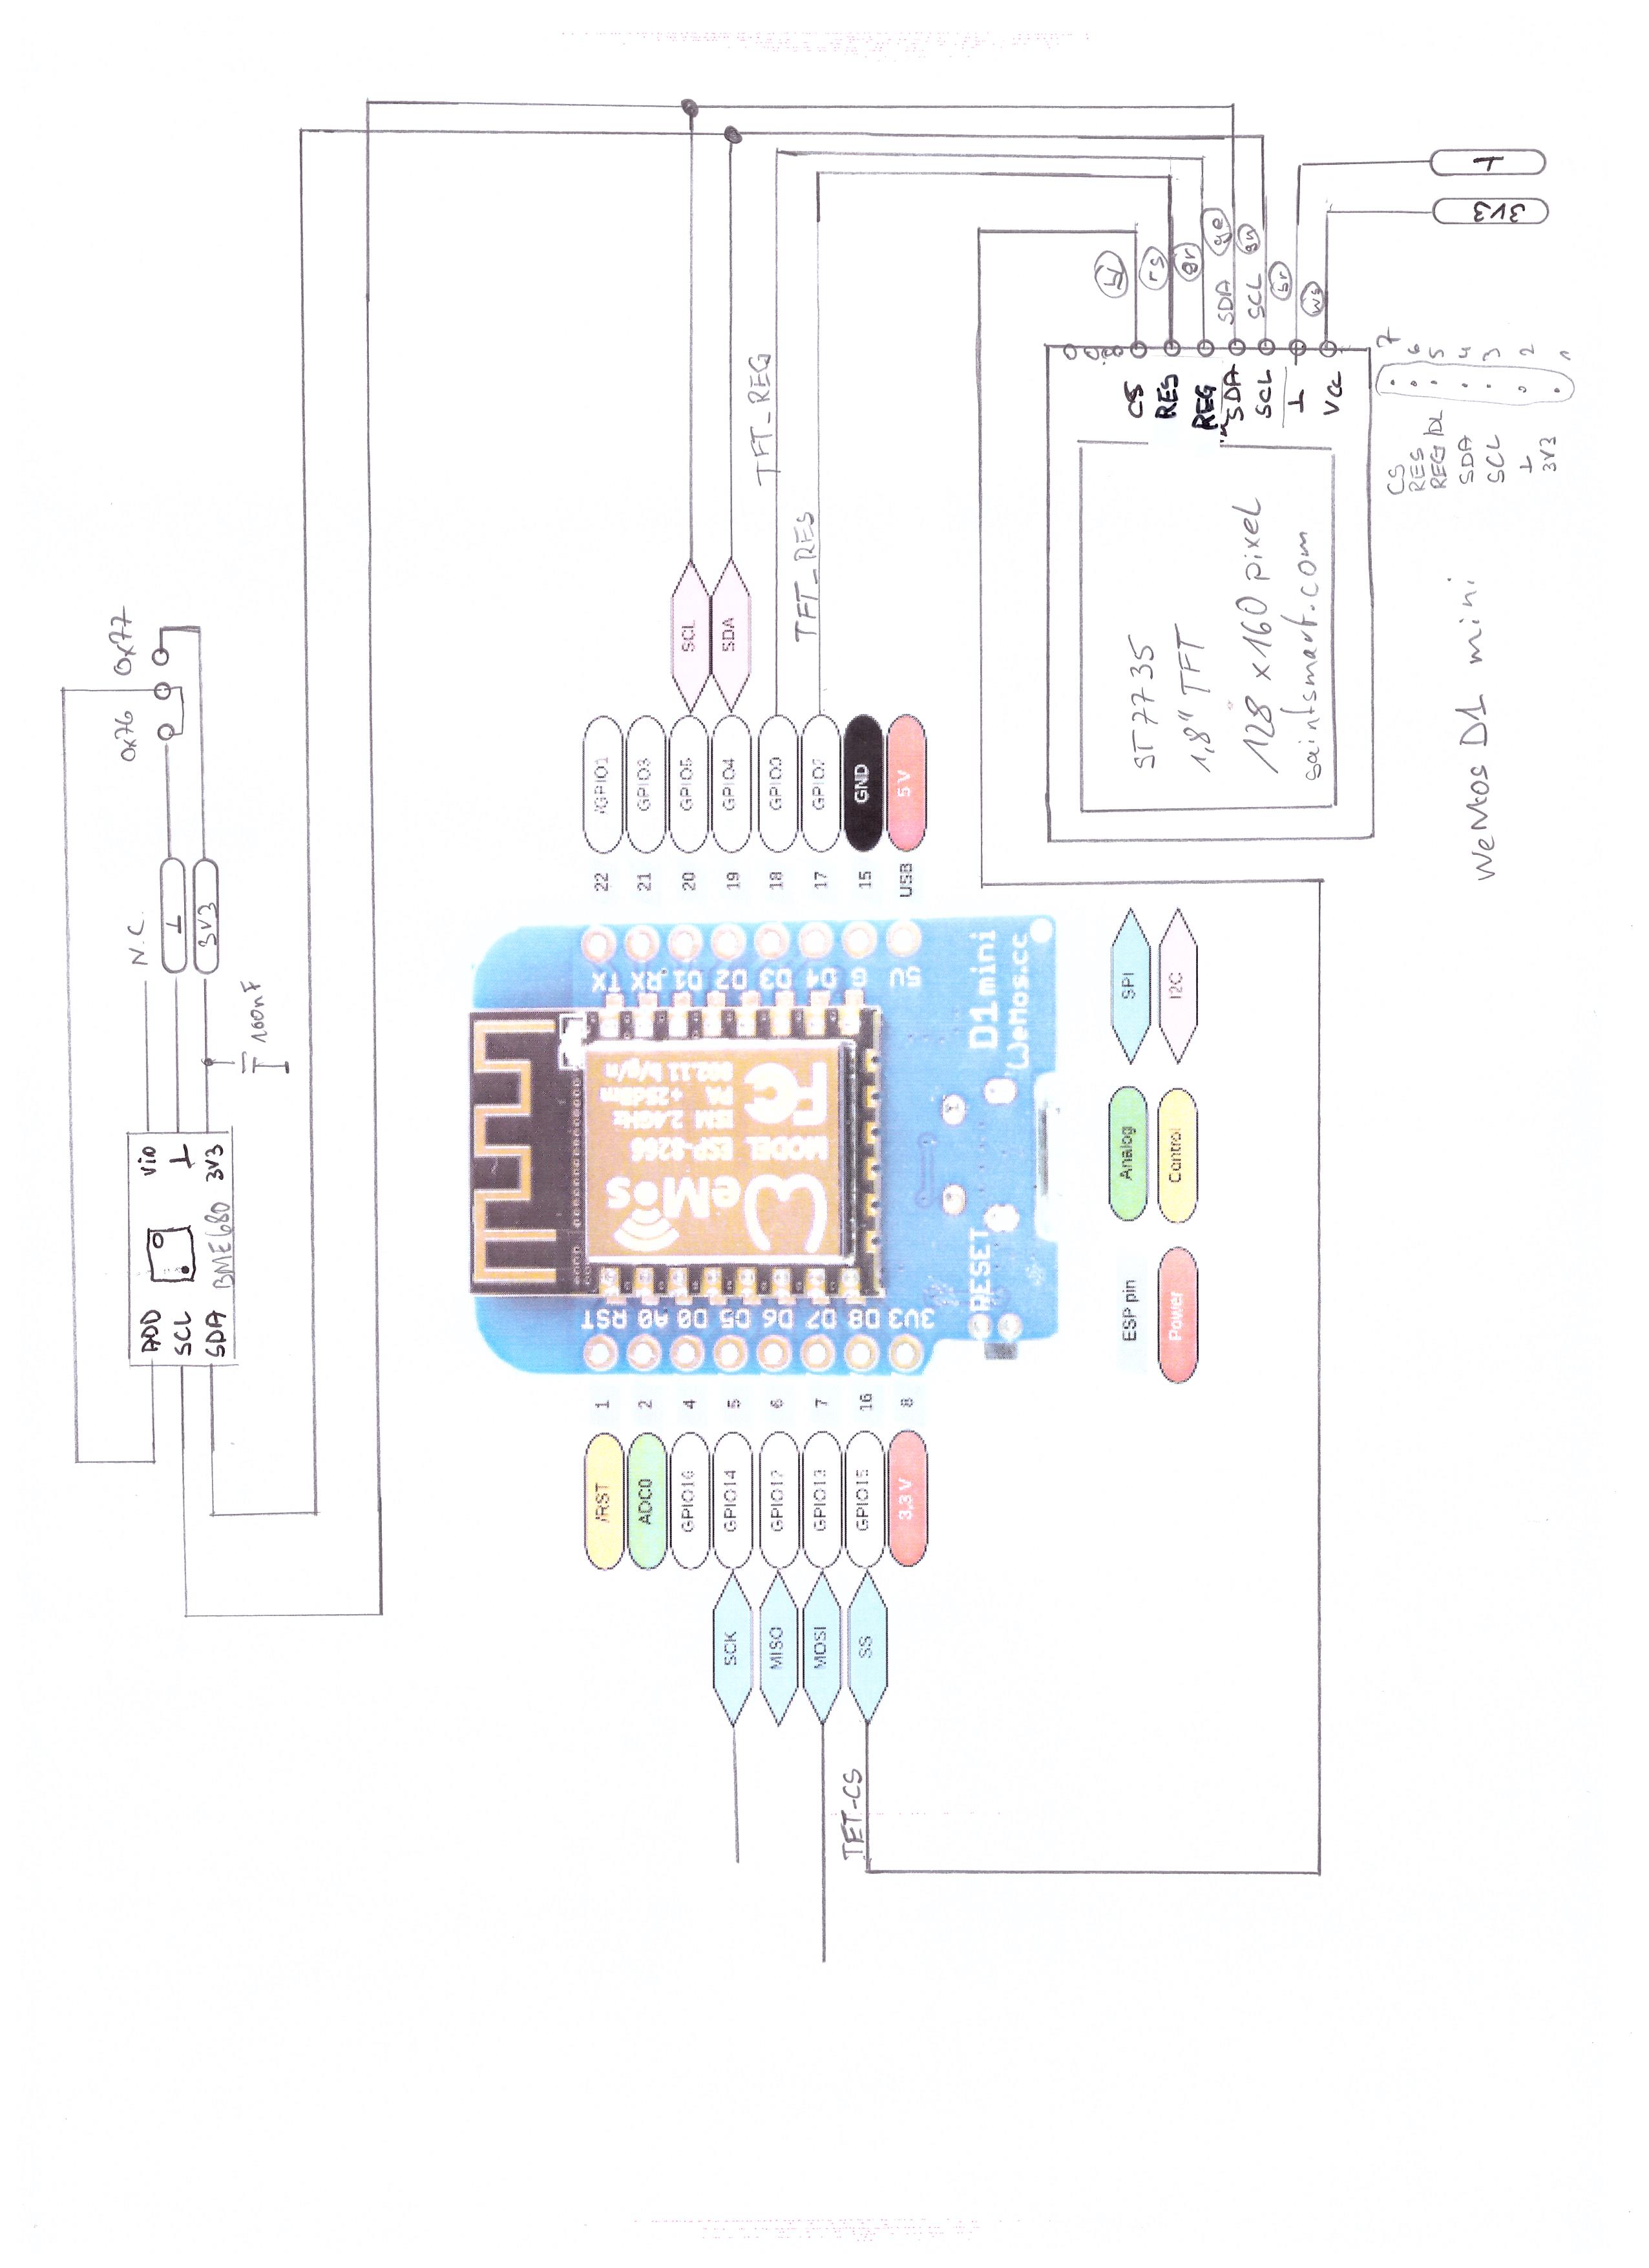 0x76 0x77
N.C.
ADD
SCL
SDA
BME680
Vio
⊥
3V3
⊥
3V3
100nF
/RST 1
ADC0 2
GPIO16 4
SCK GPIO14 5
MISO GPIO12 6
MOSI GPIO13 7
TET-CS
SS GPIO15 16
3,3 V 8
RST
A0
D0
D5
D6
D7
D8
3V3
WeMos
MODEL ESP-8266
ISM 2.4GHz
PA +25dBm
802.11 b/g/n
FC
TX
RX
D1
D2
D3
D4
G
5V
RESET
D1 mini
WeMos.cc
22 /GPIO1
21 GPIO3
20 GPIO5 SCL
19 GPIO4 SDA
18 GPIO0
TFT_REG
17 GPIO2
TFT_RES
15 GND
USB 5 V
ESP pin Analog SPI
Power Control I2C
ST7735
1,8" TFT
128 x 160 pixel
saintsmart.com
CS bl
RES rs
REG gr
SDA SDA ge
SCL SCL gn
⊥ br
Vcc ws
CS 7
RES 6
REG/DL 5
SDA 4
SCL 3
⊥ 2
3V3 1
WeMos D1 mini
3V3
⊥